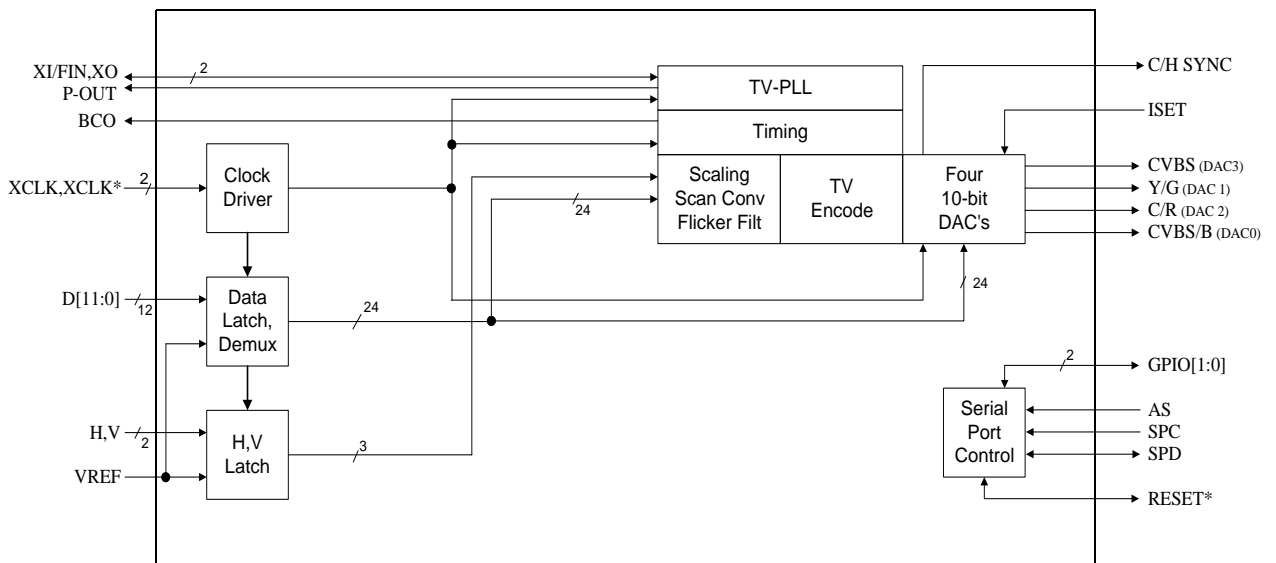 XI/FIN,XO
2
P-OUT
BCO
TV-PLL
Timing
C/H SYNC
ISET
XCLK,XCLK*
2
Clock
Driver
Scaling
Scan Conv
Flicker Filt
TV
Encode
Four
10-bit
DAC's
CVBS (DAC3)
Y/G (DAC 1)
C/R (DAC 2)
CVBS/B (DAC0)
24
D[11:0]
12
Data
Latch,
Demux
24
24
H,V
2
VREF
H,V
Latch
3
Serial
Port
Control
2
GPIO[1:0]
AS
SPC
SPD
RESET*